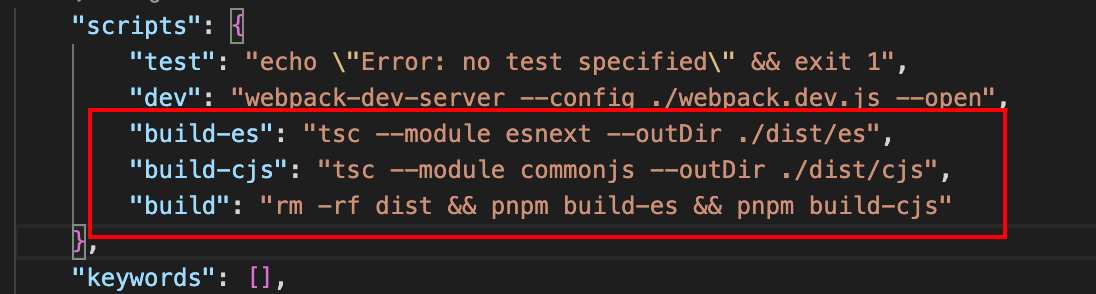 "scripts": {
"test": "echo \"Error: no test specified\" && exit 1",
"dev": "webpack-dev-server --config ./webpack.dev.js --open",
"build-es": "tsc --module esnext --outDir ./dist/es",
"build-cjs": "tsc --module commonjs --outDir ./dist/cjs",
"build": "rm -rf dist && pnpm build-es && pnpm build-cjs"
},
"keywords": [],